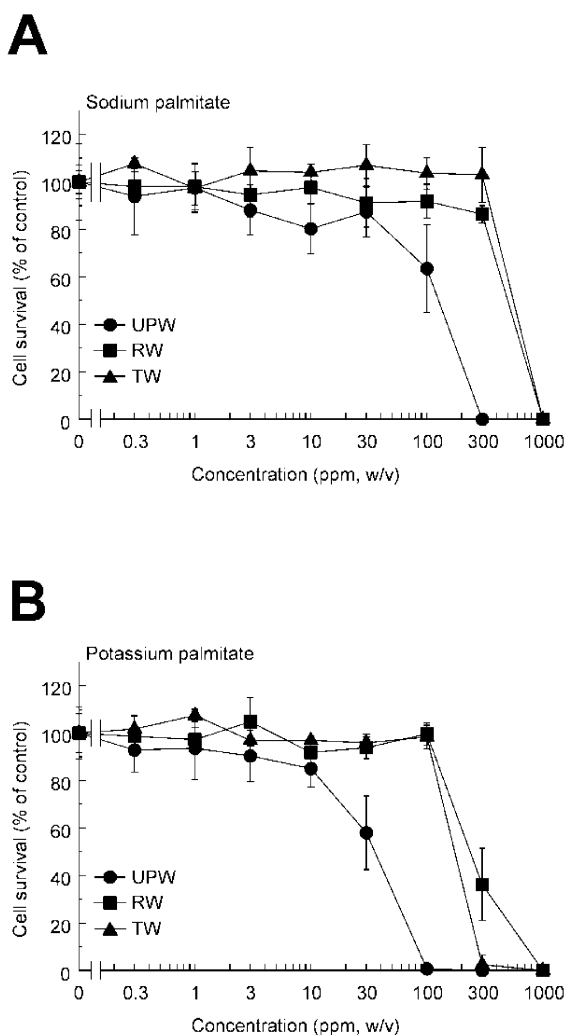 A
Sodium palmitate
120
100
80
60
40
20
0
Cell survival (% of control)
UPW
RW
TW
0 0.3 1 3 10 30 100 300 1000
Concentration (ppm, w/v)
B
Potassium palmitate
120
100
80
60
40
20
0
Cell survival (% of control)
UPW
RW
TW
0 0.3 1 3 10 30 100 300 1000
Concentration (ppm, w/v)